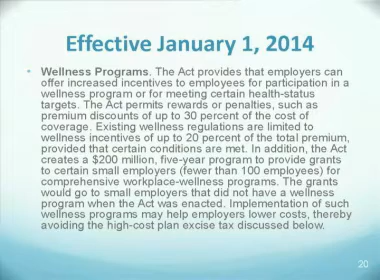 Effective January 1, 2014
• Wellness Programs. The Act provides that employers can
offer increased incentives to employees for participation in a
wellness program or for meeting certain health-status
targets. The Act permits rewards or penalties, such as
premium discounts of up to 30 percent of the cost of
coverage. Existing wellness regulations are limited to
wellness incentives of up to 20 percent of the total premium,
provided that certain conditions are met. In addition, the Act
creates a $200 million, five-year program to provide grants
to certain small employers (fewer than 100 employees) for
comprehensive workplace-wellness programs. The grants
would go to small employers that did not have a wellness
program when the Act was enacted. Implementation of such
wellness programs may help employers lower costs, thereby
avoiding the high-cost plan excise tax discussed below.
20